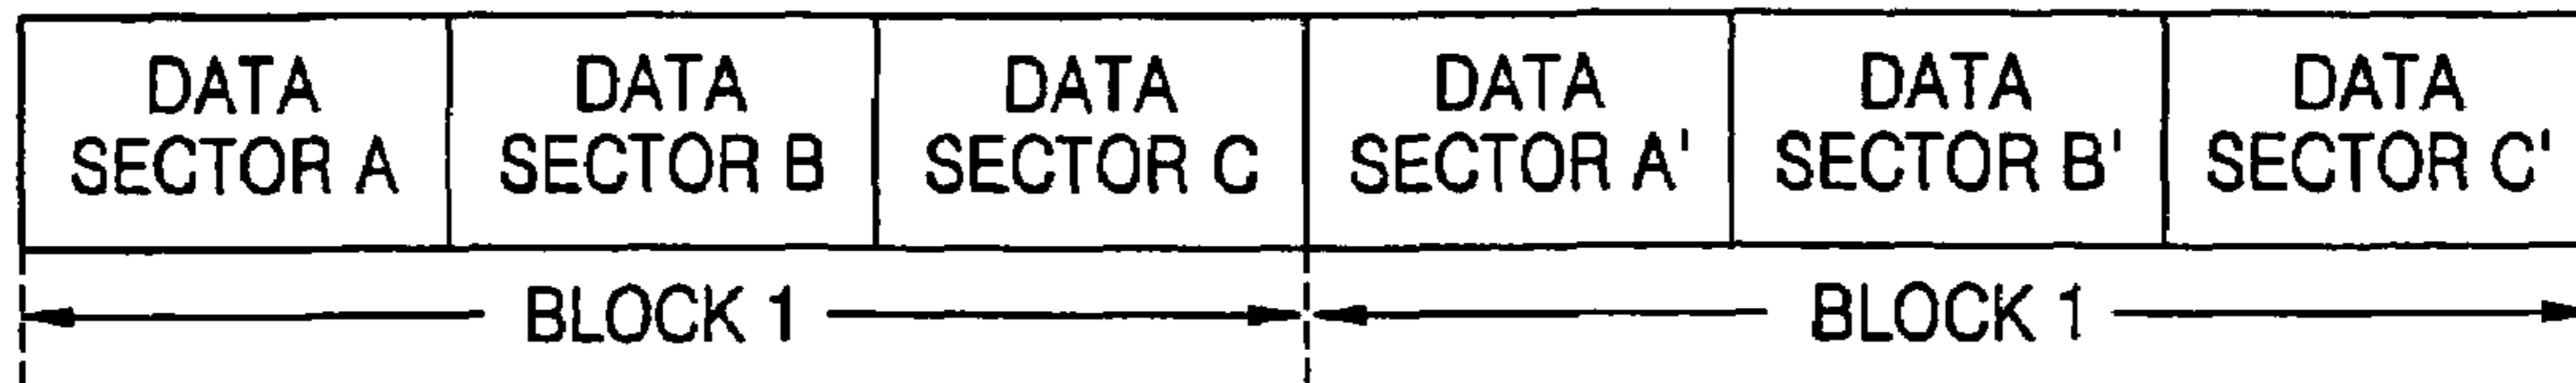 DATA
SECTOR A
DATA
SECTOR B
DATA
SECTOR C
DATA
SECTOR A'
DATA
SECTOR B'
DATA
SECTOR C'
BLOCK 1
BLOCK 1